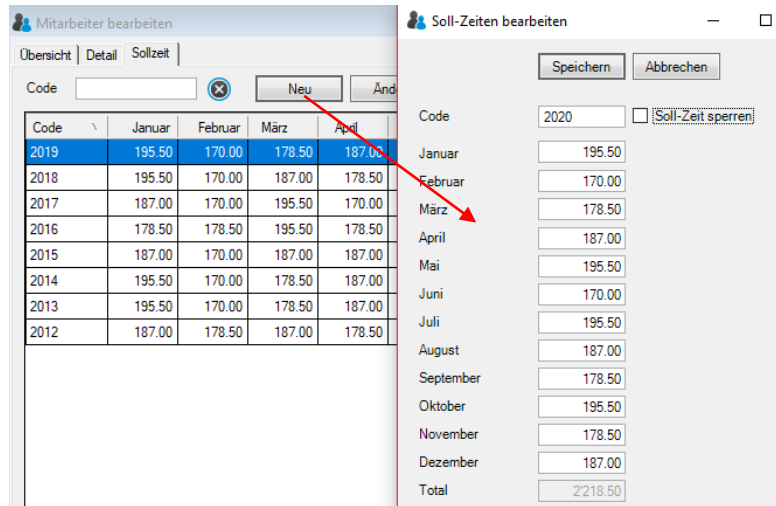 Mitarbeiter bearbeiten
Übersicht Detail Sollzeit
Code Neu Änd
Code Januar Februar März April
2019 195.50 170.00 178.50 187.00
2018 195.50 170.00 187.00 178.50
2017 187.00 170.00 195.50 170.00
2016 178.50 178.50 195.50 178.50
2015 187.00 170.00 187.00 187.00
2014 195.50 170.00 178.50 187.00
2013 195.50 170.00 178.50 187.00
2012 187.00 178.50 187.00 178.50
Soll-Zeiten bearbeiten
Speichern Abbrechen
Code 2020 Soll-Zeit sperren
Januar 195.50
Februar 170.00
März 178.50
April 187.00
Mai 195.50
Juni 170.00
Juli 195.50
August 187.00
September 178.50
Oktober 195.50
November 178.50
Dezember 187.00
Total 2'218.50